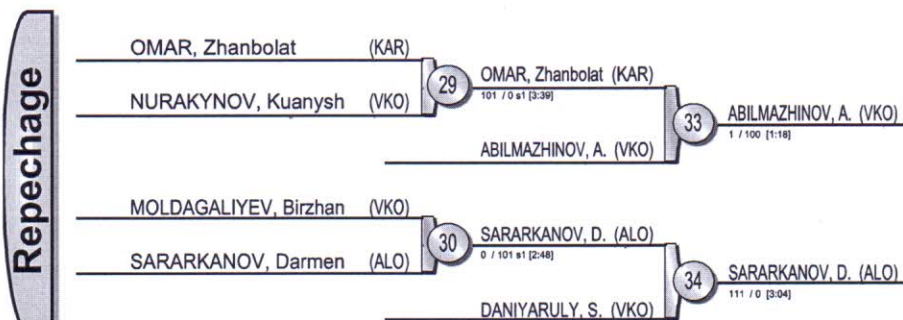 Repechage
OMAR, Zhanbolat (KAR)
NURAKYNOV, Kuanysh (VKO)
29
OMAR, Zhanbolat (KAR)
101 / 0 s1 [3:39]
ABILMAZHINOV, A. (VKO)
33
ABILMAZHINOV, A. (VKO)
1 / 100 [1:18]
MOLDAGALIYEV, Birzhan (VKO)
SARARKANOV, Darmen (ALO)
30
SARARKANOV, D. (ALO)
0 / 101 s1 [2:48]
DANIYARULY, S. (VKO)
34
SARARKANOV, D. (ALO)
111 / 0 [3:04]